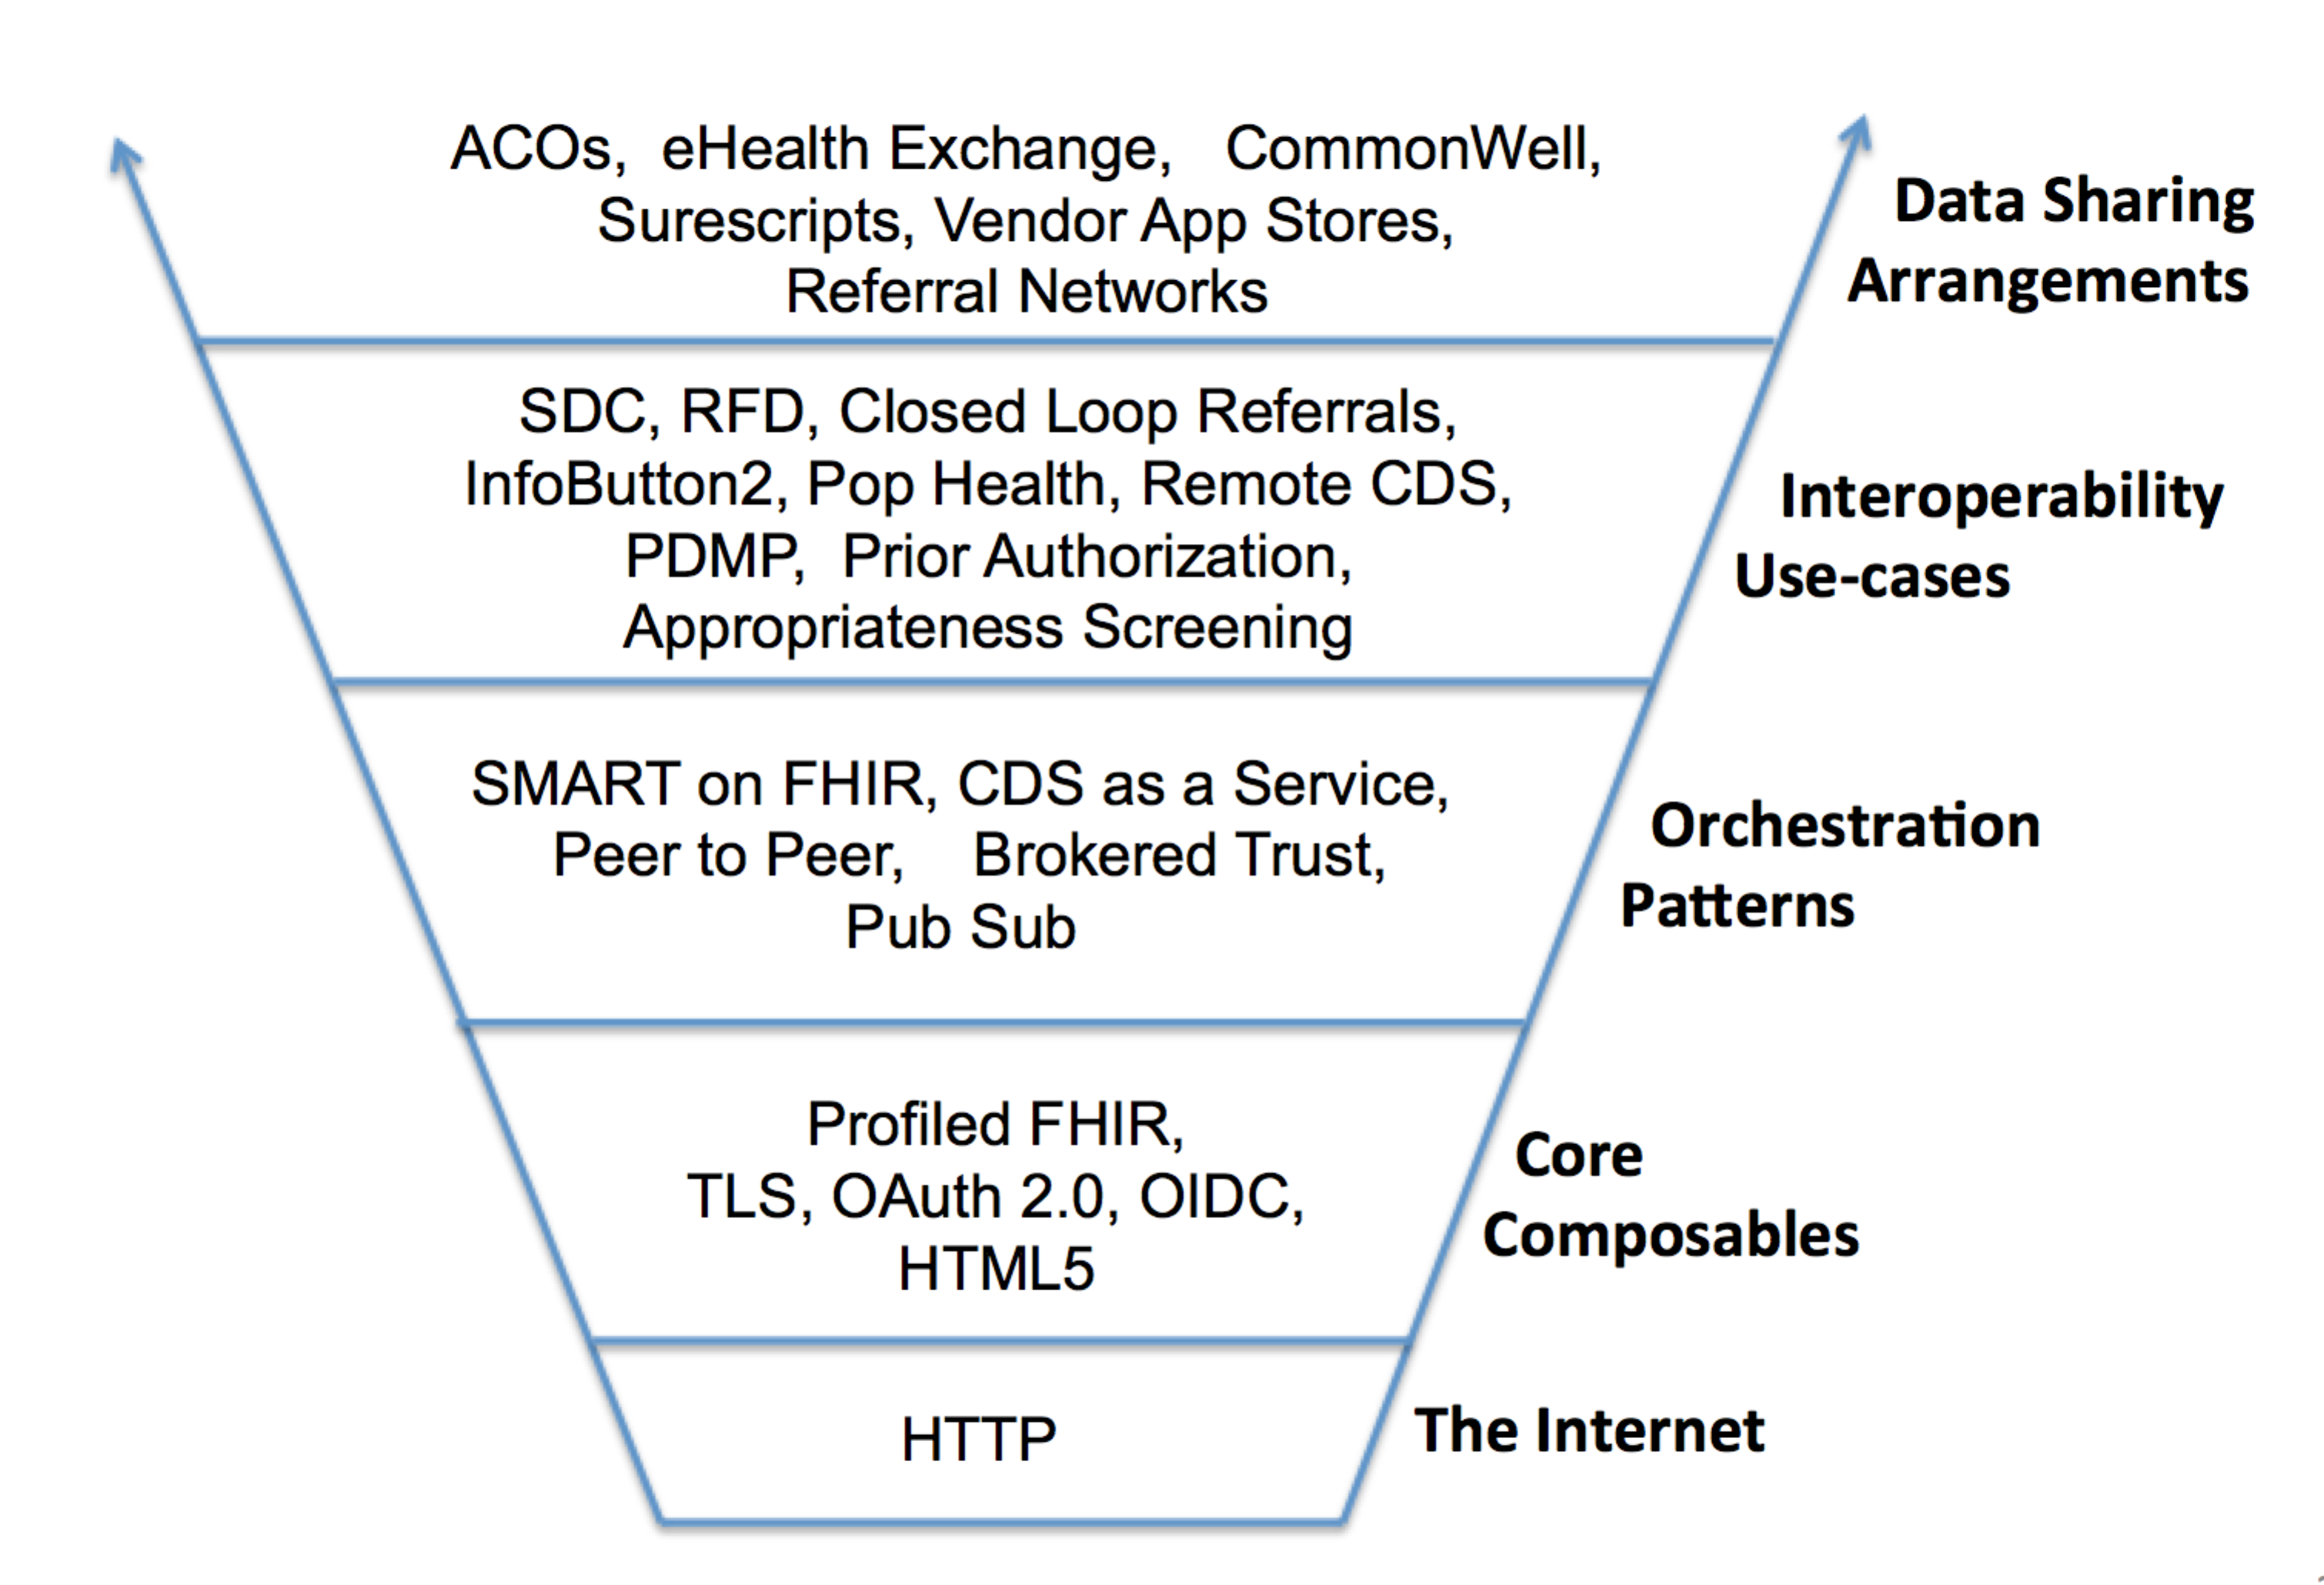 ACOs, eHealth Exchange, CommonWell,
Surescripts, Vendor App Stores,
Referral Networks
Data Sharing
Arrangements
SDC, RFD, Closed Loop Referrals,
InfoButton2, Pop Health, Remote CDS,
PDMP, Prior Authorization,
Appropriateness Screening
Interoperability
Use-cases
SMART on FHIR, CDS as a Service,
Peer to Peer, Brokered Trust,
Pub Sub
Orchestration
Patterns
Profiled FHIR,
TLS, OAuth 2.0, OIDC,
HTML5
Core
Composables
HTTP
The Internet